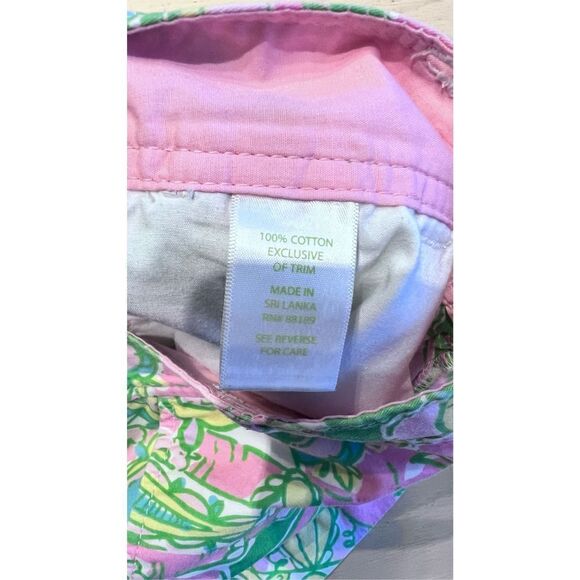 100% COTTON
EXCLUSIVE
OF TRIM
MADE IN
SRI LANKA
RN# 88189
SEE REVERSE
FOR CARE